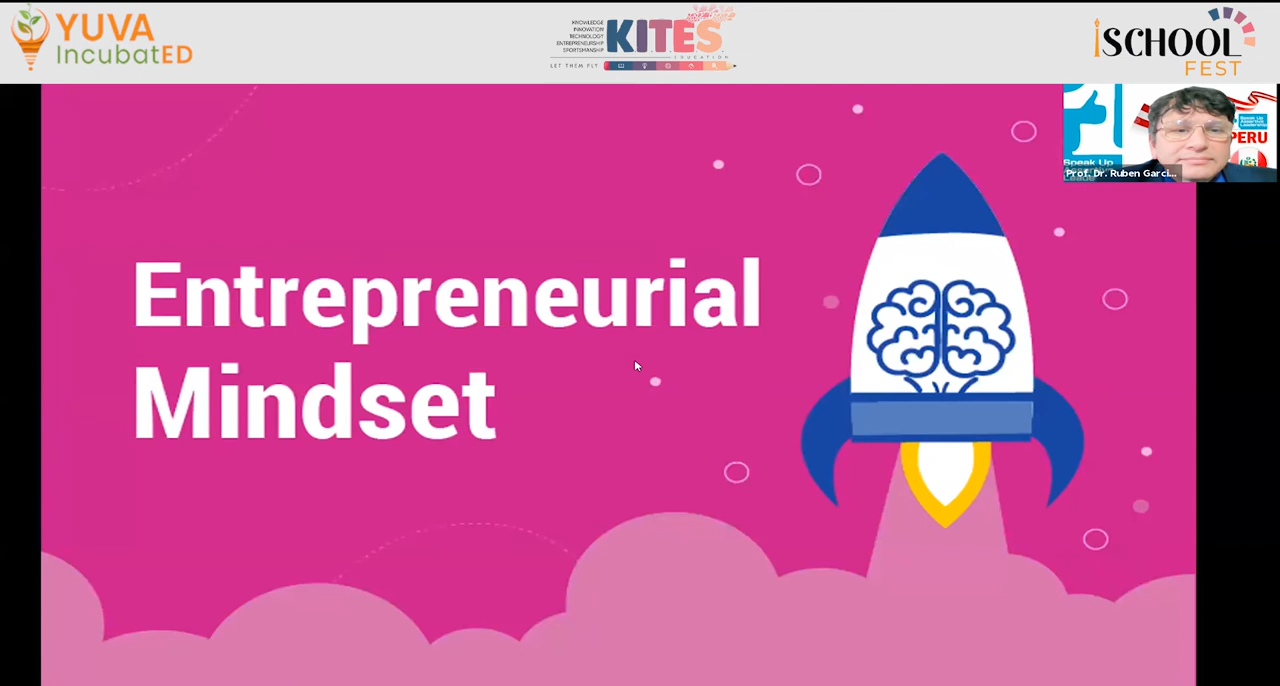 YUVA
IncubatED
KNOWLEDGE
INNOVATION
TECHNOLOGY
ENTREPRENEURSHIP
SPORTSMANSHIP
KITES
EDUCATION
LET THEM FLY
iSCHOOL
FEST
Entrepreneurial
Mindset
PERU
Speak Up
Prof. Dr. Ruben Garci...